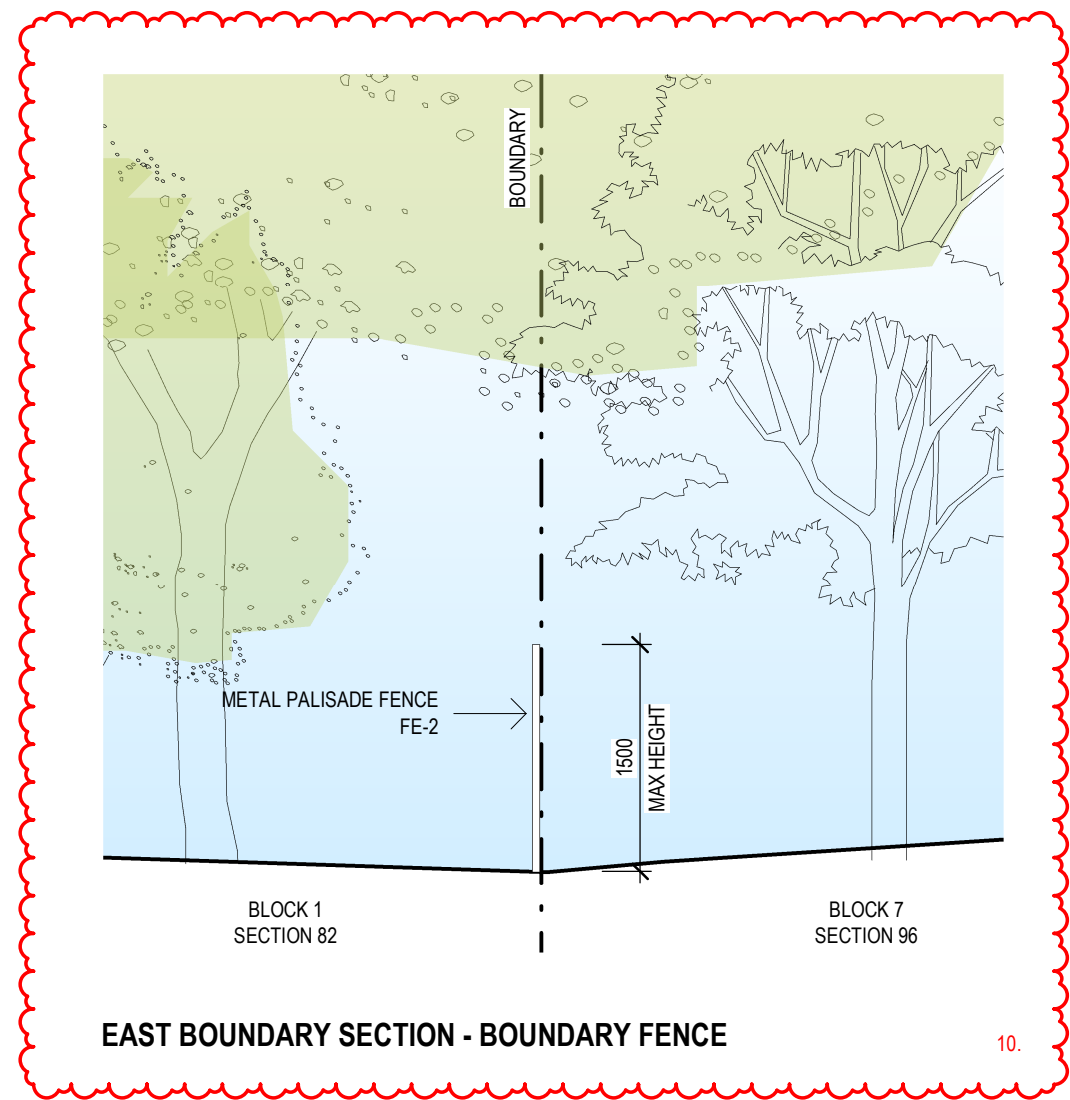 BOUNDARY
METAL PALISADE FENCE
FE-2
1500
MAX HEIGHT
BLOCK 1
SECTION 82
BLOCK 7
SECTION 96
EAST BOUNDARY SECTION - BOUNDARY FENCE
10.